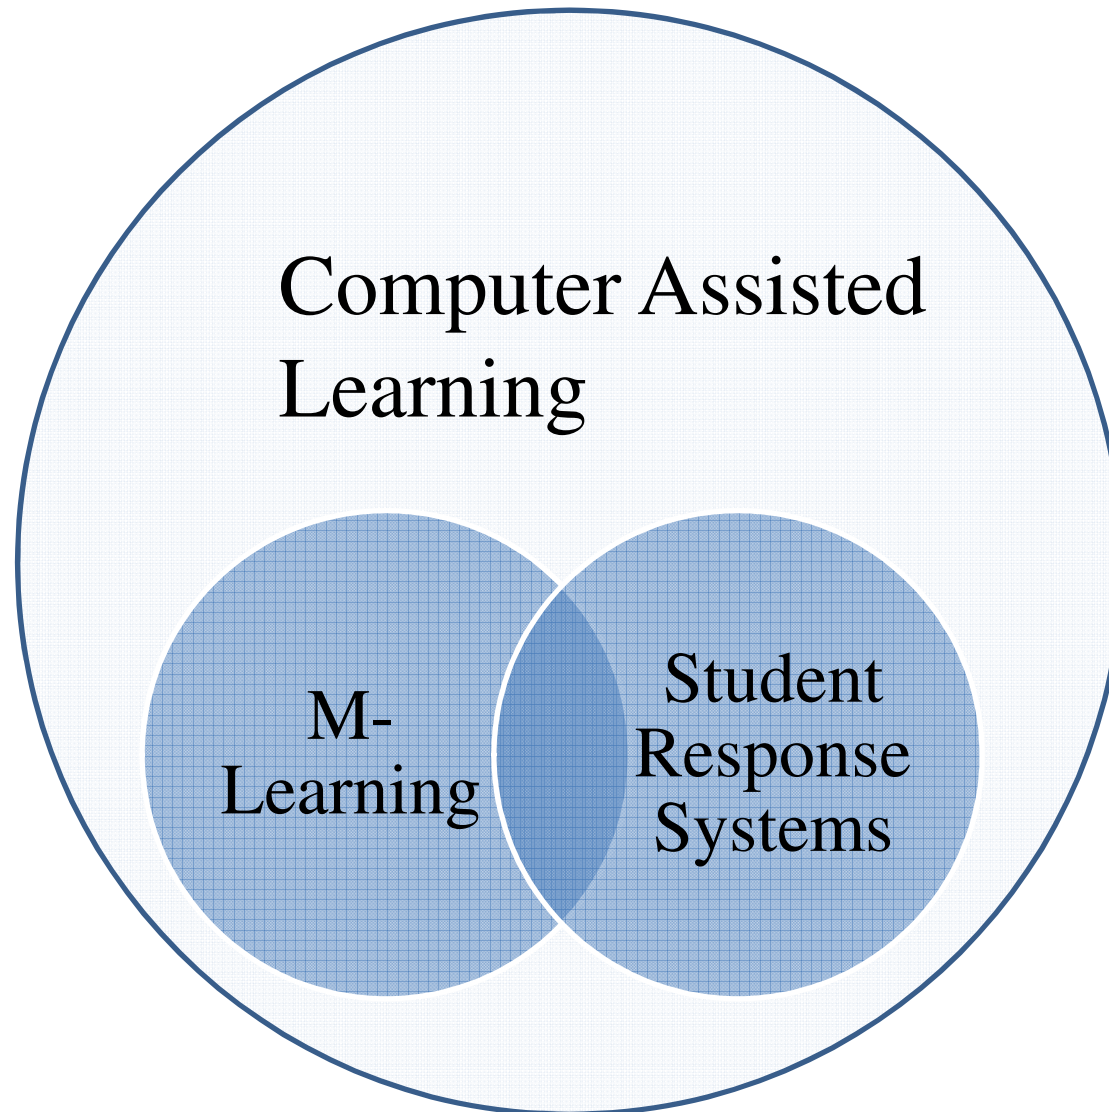 Computer Assisted
Learning
M-
Learning
Student
Response
Systems